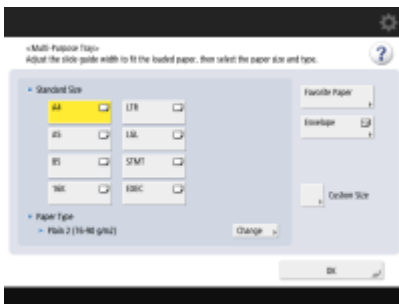 <Multi-Purpose Tray>
Adjust the slide guide width to fit the loaded paper, then select the paper size and type.
?
Standard Size
A4
LTR
A5
LGL
B5
STMT
16K
EXEC
Favorite Paper
Envelope
Custom Size
Paper Type
Plain 2 (76-90 g/m2)
Change
OK